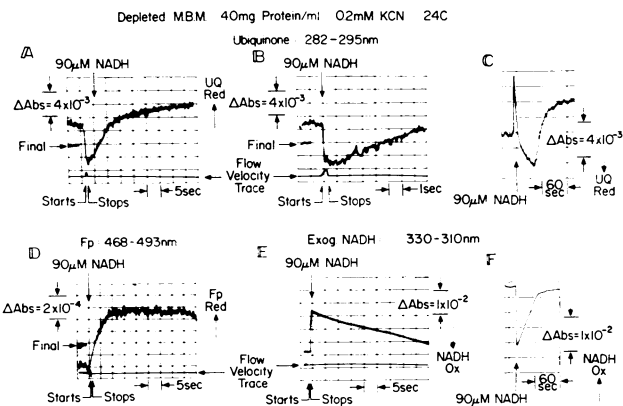 Depleted M.B.M. 40mg Protein/ml 0.2mM KCN 24C
Ubiquinone : 282-295nm
A
90μM NADH
ΔAbs=4x10⁻³
UQ
Red
Final
Starts
Stops
5sec
B
90μM NADH
ΔAbs=4x10⁻³
Final
Flow
Velocity
Trace
Starts
Stops
1sec
C
ΔAbs=4x10⁻³
90μM NADH
60
sec
UQ
Red
D
Fp: 468-493nm
90μM NADH
ΔAbs=2x10⁻⁴
Fp
Red
Final
Starts
Stops
5sec
E
Exog. NADH: 330-310nm
90μM NADH
ΔAbs=1x10⁻²
NADH
Ox
Flow
Velocity
Trace
Starts
Stops
5sec
F
ΔAbs=1x10⁻²
90μM NADH
60
sec
NADH
Ox